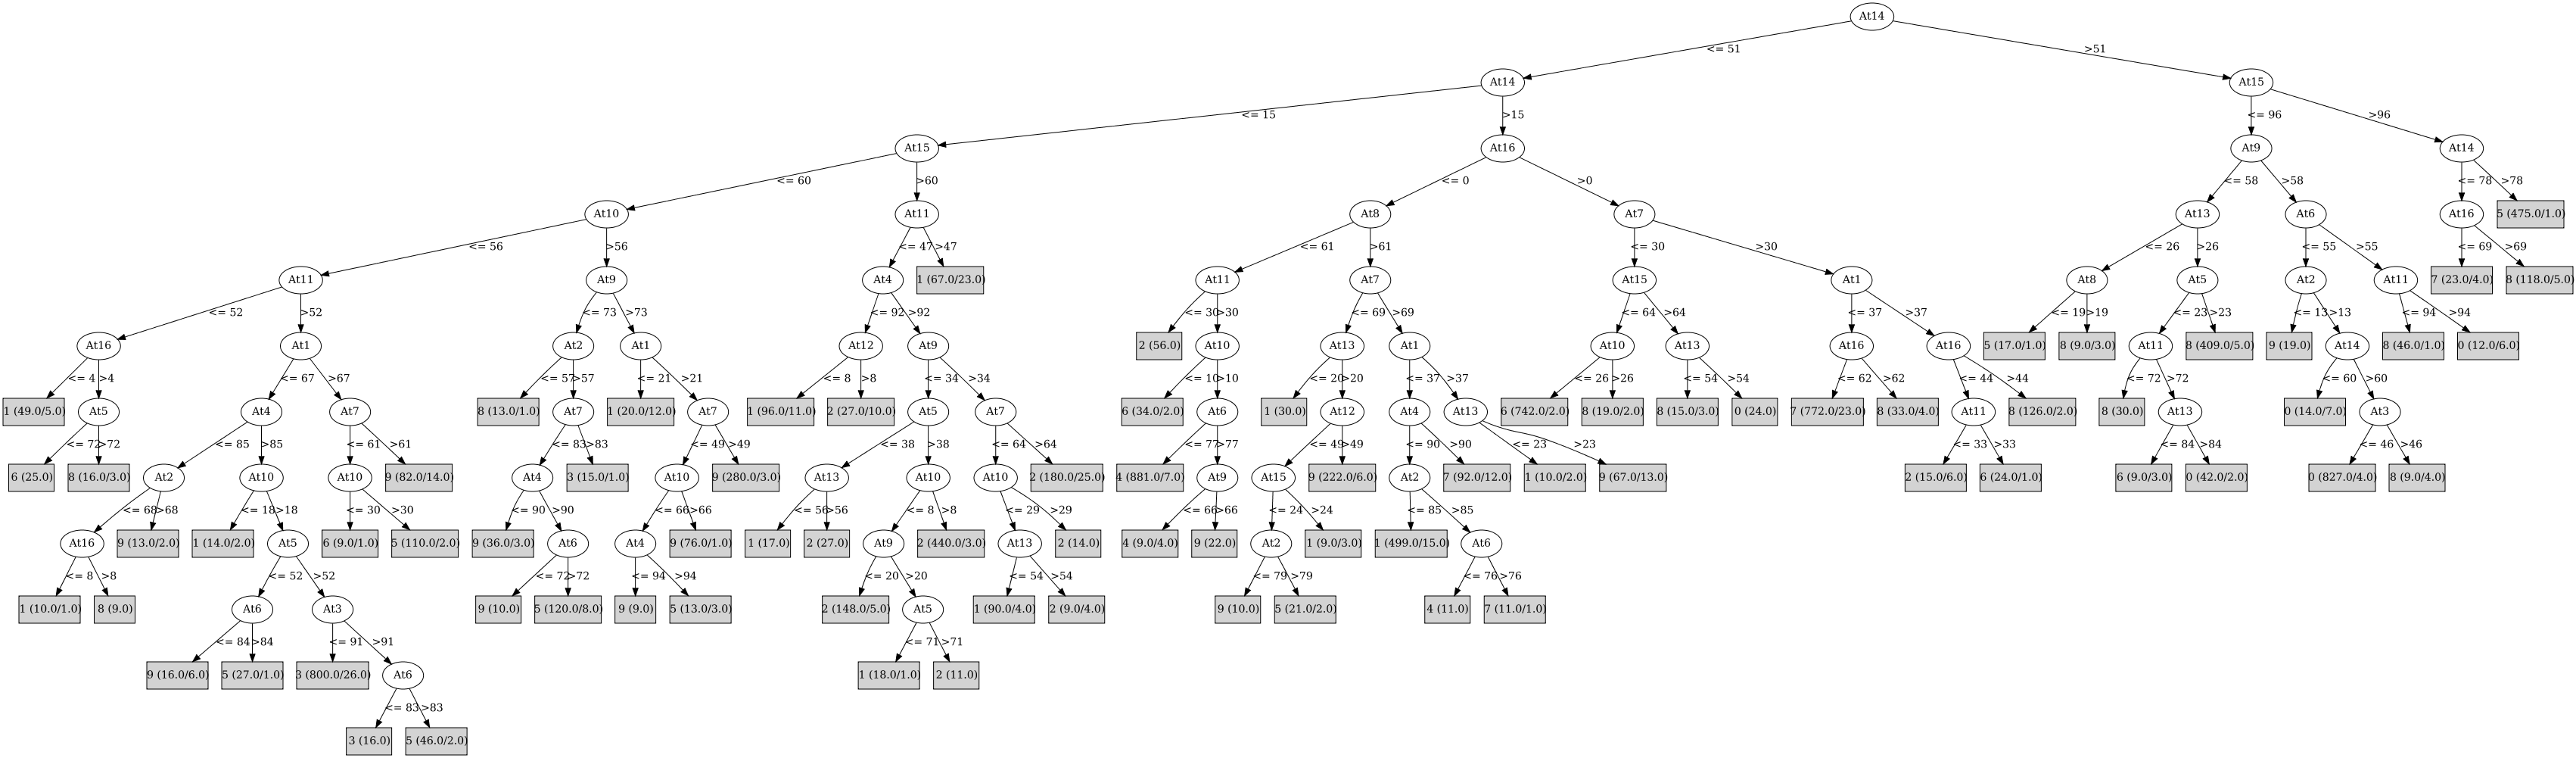 At14
<= 51 >51
At14 At15
<= 15 >15 <= 96 >96
At15 At16 At9 At14
<= 60 >60 <= 0 >0 <= 58 >58 <= 78 >78
At10 At11 At8 At7 At13 At6 At16 5 (475.0/1.0)
<= 56 >56 <= 47 >47 <= 61 >61 <= 30 >30 <= 26 >26 <= 55 >55 <= 69 >69
At11 At9 At4 1 (67.0/23.0) At11 At7 At15 At1 At8 At5 At2 At11 7 (23.0/4.0) 8 (118.0/5.0)
<= 52 >52 <= 73 >73 <= 92 >92 <= 30 >30 <= 69 >69 <= 64 >64 <= 37 >37 <= 19 >19 <= 23 >23 <= 13 >13 <= 94 >94
At16 At1 At2 At1 At12 At9 2 (56.0) At10 At13 At1 At10 At13 At16 At16 5 (17.0/1.0) 8 (9.0/3.0) At11 8 (409.0/5.0) 9 (19.0) At14 8 (46.0/1.0) 0 (12.0/6.0)
<= 4 >4 <= 67 >67 <= 57 >57 <= 21 >21 <= 8 >8 <= 34 >34 <= 10 >10 <= 20 >20 <= 37 >37 <= 26 >26 <= 54 >54 <= 62 >62 <= 44 >44 <= 72 >72 <= 60 >60
1 (49.0/5.0) At5 At4 At7 8 (13.0/1.0) At7 1 (20.0/12.0) At7 1 (96.0/11.0) 2 (27.0/10.0) At5 At7 6 (34.0/2.0) At6 1 (30.0) At12 At4 At13 6 (742.0/2.0) 8 (19.0/2.0) 8 (15.0/3.0) 0 (24.0) 7 (772.0/23.0) 8 (33.0/4.0) At11 8 (126.0/2.0) 8 (30.0) At13 0 (14.0/7.0) At3
<= 72 >72 <= 85 >85 <= 61 >61 <= 83 >83 <= 49 >49 <= 38 >38 <= 64 >64 <= 77 >77 <= 49 >49 <= 90 >90 <= 23 >23 <= 33 >33 <= 84 >84 <= 46 >46
6 (25.0) 8 (16.0/3.0) At2 At10 At10 9 (82.0/14.0) At4 3 (15.0/1.0) At10 9 (280.0/3.0) At13 At10 At10 2 (180.0/25.0) 4 (881.0/7.0) At9 At15 9 (222.0/6.0) At2 7 (92.0/12.0) 1 (10.0/2.0) 9 (67.0/13.0) 2 (15.0/6.0) 6 (24.0/1.0) 6 (9.0/3.0) 0 (42.0/2.0) 0 (827.0/4.0) 8 (9.0/4.0)
<= 68 >68 <= 18 >18 <= 30 >30 <= 90 >90 <= 66 >66 <= 56 >56 <= 8 >8 <= 29 >29 <= 66 >66 <= 24 >24 <= 85 >85
At16 9 (13.0/2.0) 1 (14.0/2.0) At5 6 (9.0/1.0) 5 (110.0/2.0) 9 (36.0/3.0) At6 At4 9 (76.0/1.0) 1 (17.0) 2 (27.0) At9 2 (440.0/3.0) At13 2 (14.0) 4 (9.0/4.0) 9 (22.0) At2 1 (9.0/3.0) 1 (499.0/15.0) At6
<= 8 >8 <= 52 >52 <= 72 >72 <= 94 >94 <= 20 >20 <= 54 >54 <= 79 >79 <= 76 >76
1 (10.0/1.0) 8 (9.0) At6 At3 9 (10.0) 5 (120.0/8.0) 9 (9.0) 5 (13.0/3.0) 2 (148.0/5.0) At5 1 (90.0/4.0) 2 (9.0/4.0) 9 (10.0) 5 (21.0/2.0) 4 (11.0) 7 (11.0/1.0)
<= 84 >84 <= 91 >91 <= 71 >71
9 (16.0/6.0) 5 (27.0/1.0) 3 (800.0/26.0) At6 1 (18.0/1.0) 2 (11.0)
<= 83 >83
3 (16.0) 5 (46.0/2.0)